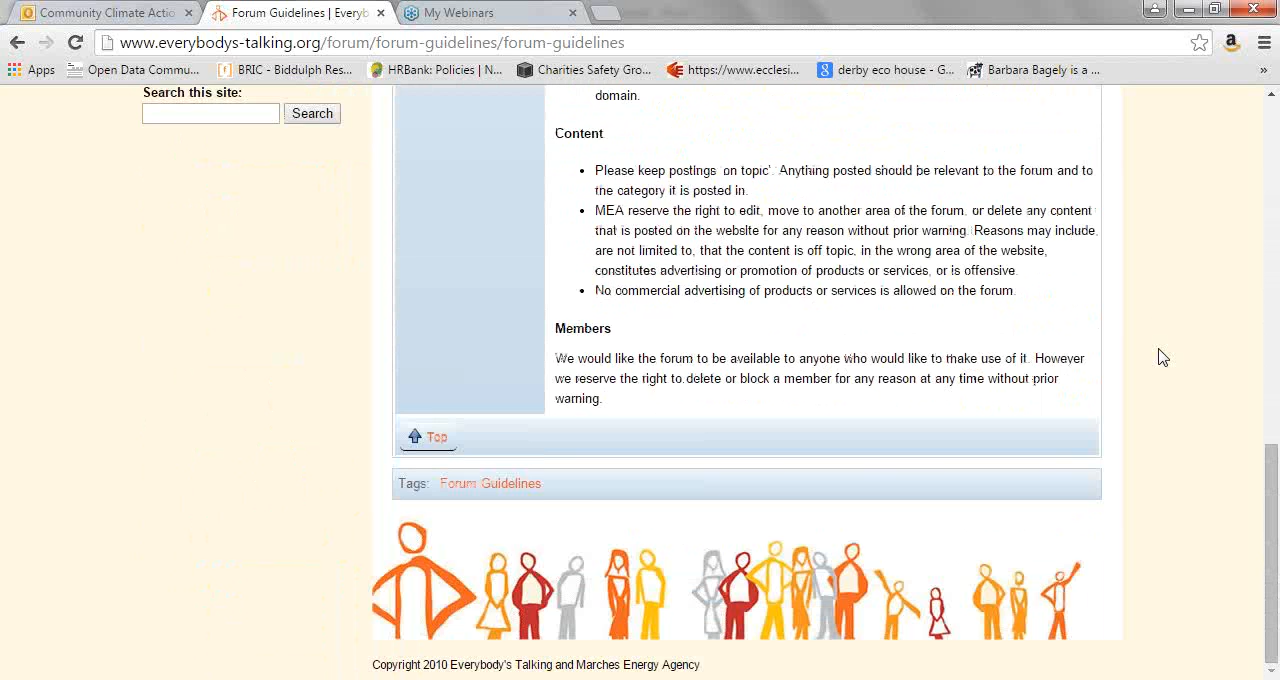 Community Climate Actio
Forum Guidelines | Everyb
My Webinars
www.everybodys-talking.org/forum/forum-guidelines/forum-guidelines
Apps
Open Data Commu...
BRIC - Biddulph Res...
HRBank: Policies | N...
Charities Safety Gro...
https://www.ecclesi...
derby eco house - G...
Barbara Bagely is a ...
»
Search this site:
Search
domain.
Content
• Please keep postings 'on topic'. Anything posted should be relevant to the forum and to
the category it is posted in.
• MEA reserve the right to edit, move to another area of the forum, or delete any content
that is posted on the website for any reason without prior warning. Reasons may include,
are not limited to, that the content is off topic, in the wrong area of the website,
constitutes advertising or promotion of products or services, or is offensive.
• No commercial advertising of products or services is allowed on the forum.
Members
We would like the forum to be available to anyone who would like to make use of it. However
we reserve the right to delete or block a member for any reason at any time without prior
warning.
Top
Tags: Forum Guidelines
Copyright 2010 Everybody's Talking and Marches Energy Agency